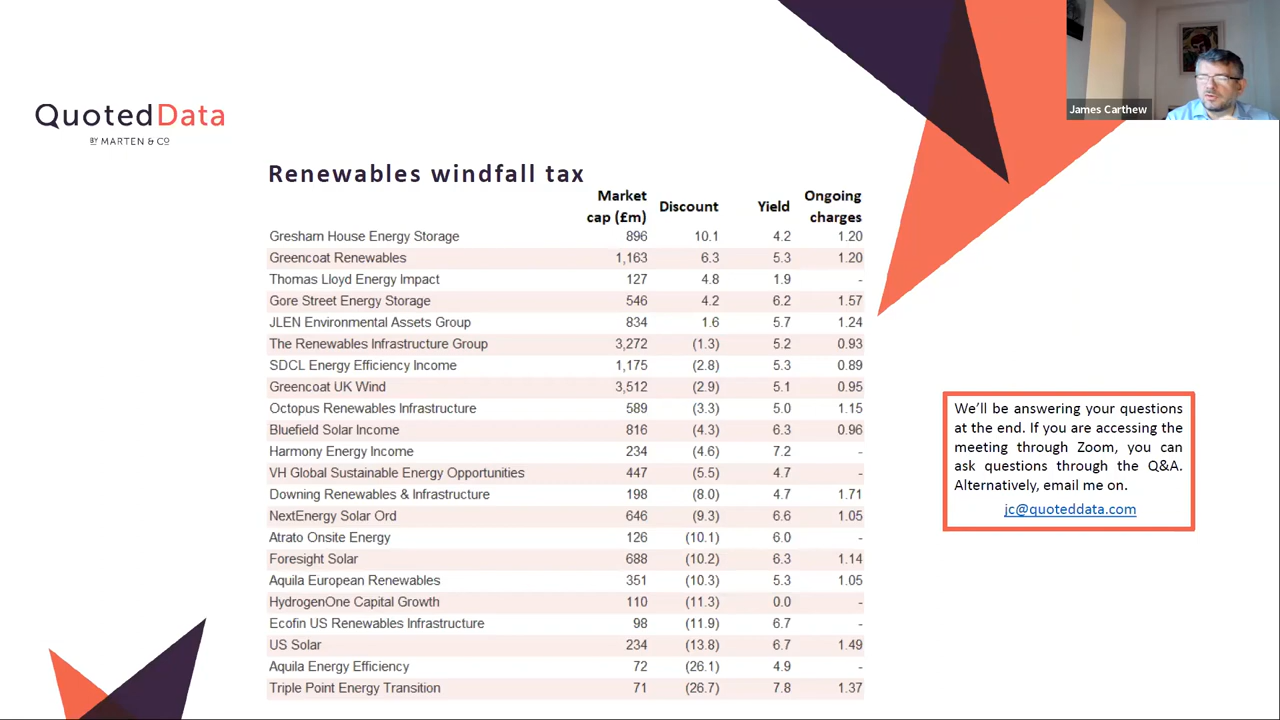 James Carthew
QuotedData
BY MARTEN & CO
Renewables windfall tax
Market cap (£m) Discount Yield Ongoing charges
Gresham House Energy Storage 896 10.1 4.2 1.20
Greencoat Renewables 1,163 6.3 5.3 1.20
Thomas Lloyd Energy Impact 127 4.8 1.9 -
Gore Street Energy Storage 546 4.2 6.2 1.57
JLEN Environmental Assets Group 834 1.6 5.7 1.24
The Renewables Infrastructure Group 3,272 (1.3) 5.2 0.93
SDCL Energy Efficiency Income 1,175 (2.8) 5.3 0.89
Greencoat UK Wind 3,512 (2.9) 5.1 0.95
Octopus Renewables Infrastructure 589 (3.3) 5.0 1.15
Bluefield Solar Income 816 (4.3) 6.3 0.96
Harmony Energy Income 234 (4.6) 7.2 -
VH Global Sustainable Energy Opportunities 447 (5.5) 4.7 -
Downing Renewables & Infrastructure 198 (8.0) 4.7 1.71
NextEnergy Solar Ord 646 (9.3) 6.6 1.05
Atrato Onsite Energy 126 (10.1) 6.0 -
Foresight Solar 688 (10.2) 6.3 1.14
Aquila European Renewables 351 (10.3) 5.3 1.05
HydrogenOne Capital Growth 110 (11.3) 0.0 -
Ecofin US Renewables Infrastructure 98 (11.9) 6.7 -
US Solar 234 (13.8) 6.7 1.49
Aquila Energy Efficiency 72 (26.1) 4.9 -
Triple Point Energy Transition 71 (26.7) 7.8 1.37
We'll be answering your questions
at the end. If you are accessing the
meeting through Zoom, you can
ask questions through the Q&A.
Alternatively, email me on.
jc@quoteddata.com